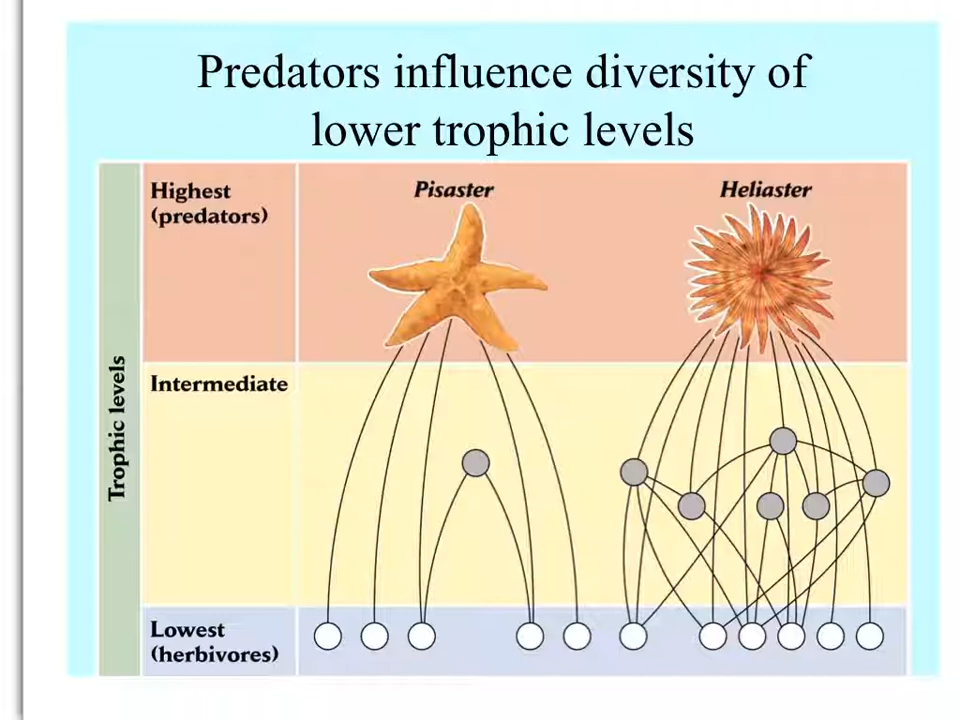 Predators influence diversity of
lower trophic levels
Trophic levels
Highest
(predators)
Pisaster
Heliaster
Intermediate
Lowest
(herbivores)